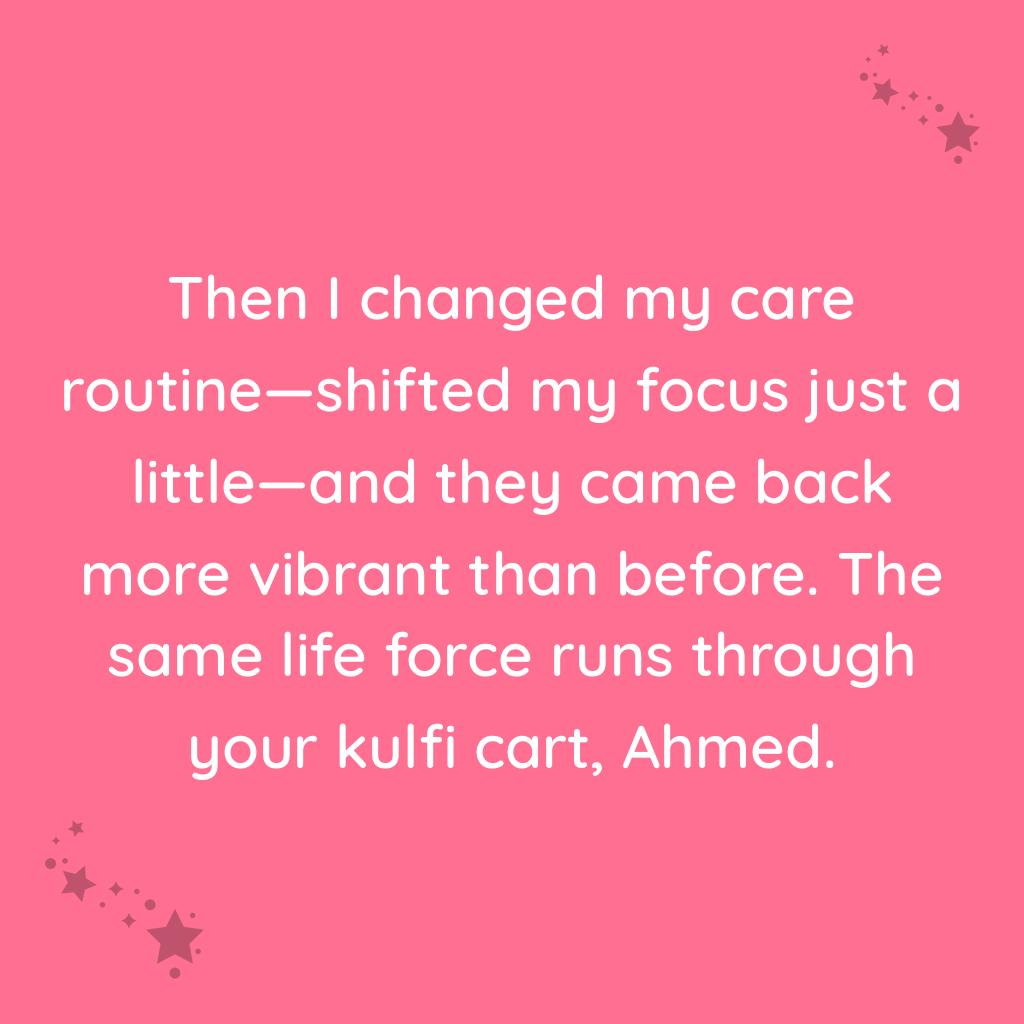 Then I changed my care
routine—shifted my focus just a
little—and they came back
more vibrant than before. The
same life force runs through
your kulfi cart, Ahmed.